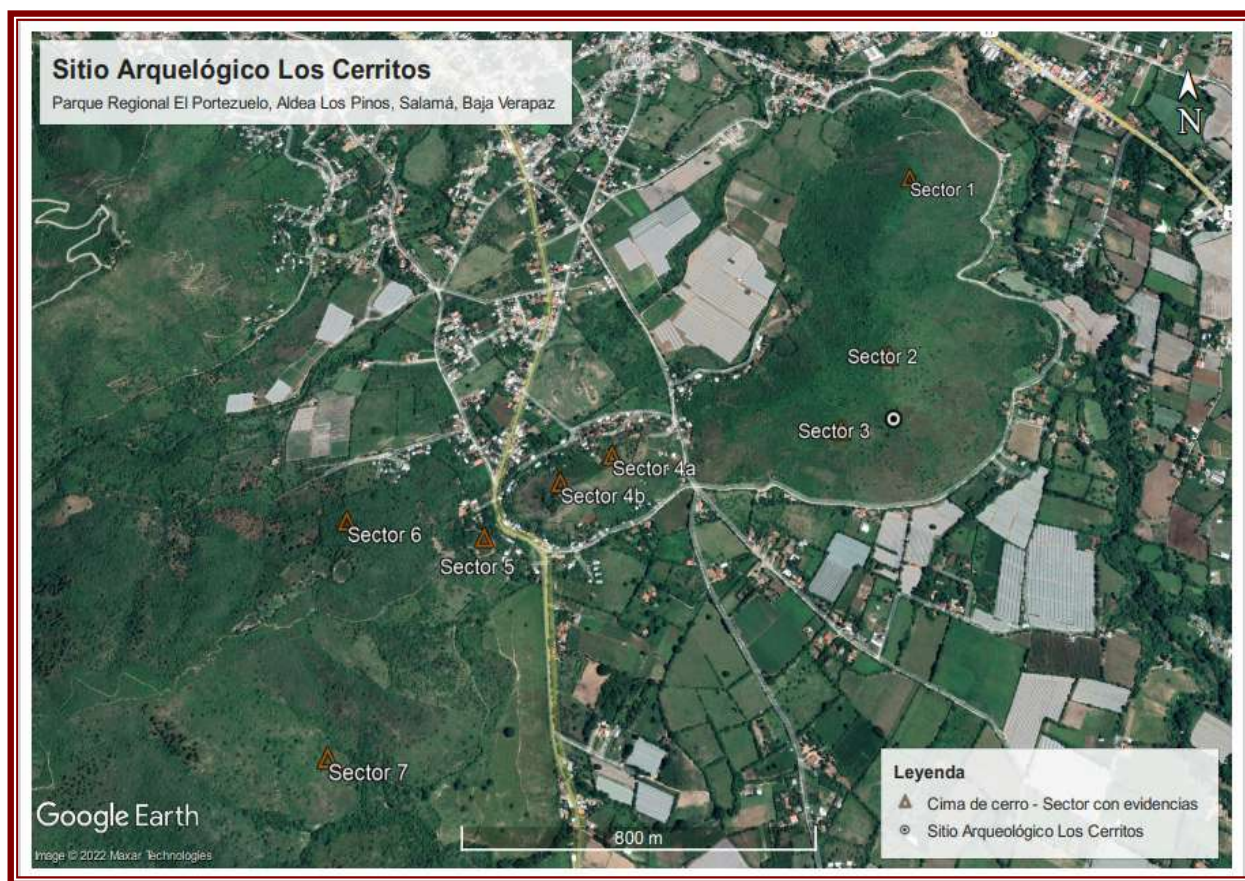 Sitio Arquelógico Los Cerritos
Parque Regional El Portezuelo, Aldea Los Pinos, Salamá, Baja Verapaz
N
Sector 1
Sector 2
Sector 3
Sector 4a
Sector 4b
Sector 6
Sector 5
Sector 7
Leyenda
Cima de cerro - Sector con evidencias
Sitio Arqueológico Los Cerritos
800 m
Google Earth
Image © 2022 Maxar Technologies